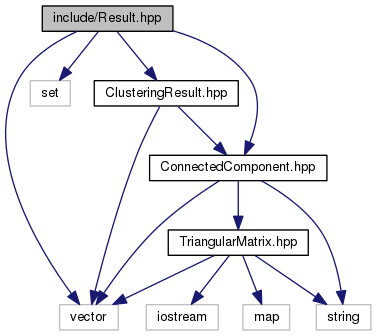 include/Result.hpp
set
ClusteringResult.hpp
ConnectedComponent.hpp
TriangularMatrix.hpp
vector
iostream
map
string